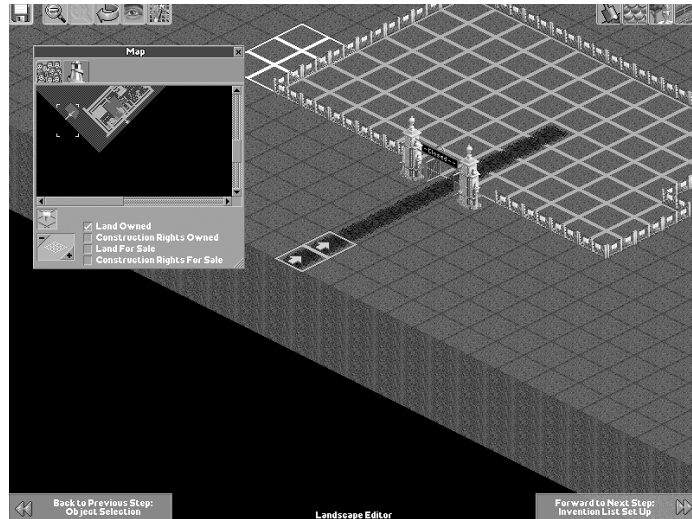 Map
Land Owned
Construction Rights Owned
Land For Sale
Construction Rights For Sale
Back to Previous Step:
Object Selection
Landscape Editor
Forward to Next Step:
Invention List Set Up